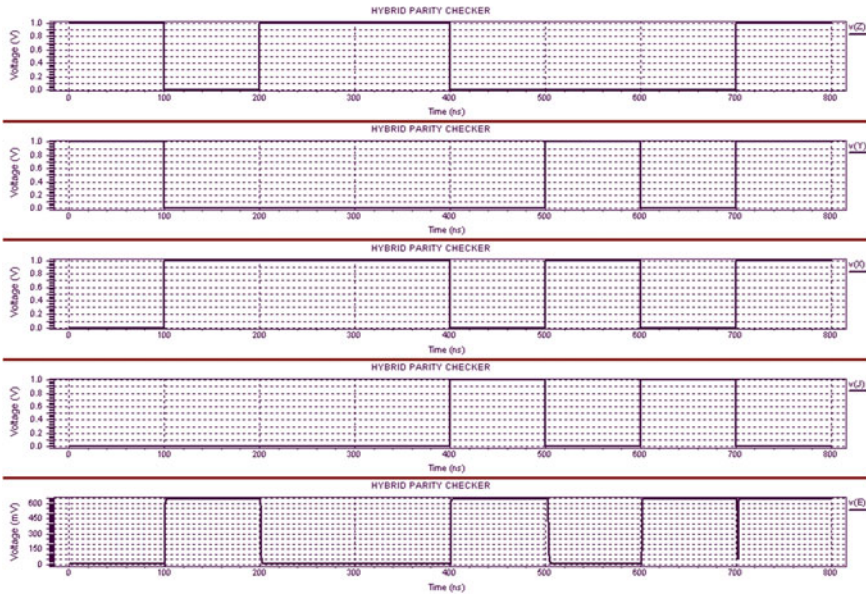 HYBRID PARITY CHECKER
v(Z)
Voltage (V)
1.0
0.8
0.6
0.4
0.2
0.0
0 100 200 300 400 500 600 700 800
Time (ns)
HYBRID PARITY CHECKER
v(Y)
Voltage (V)
1.0
0.8
0.6
0.4
0.2
0.0
0 100 200 300 400 500 600 700 800
Time (ns)
HYBRID PARITY CHECKER
v(X)
Voltage (V)
1.0
0.8
0.6
0.4
0.2
0.0
0 100 200 300 400 500 600 700 800
Time (ns)
HYBRID PARITY CHECKER
v(J)
Voltage (V)
1.0
0.8
0.6
0.4
0.2
0.0
0 100 200 300 400 500 600 700 800
Time (ns)
HYBRID PARITY CHECKER
v(E)
Voltage (mV)
600
450
300
150
0
0 100 200 300 400 500 600 700 800
Time (ns)